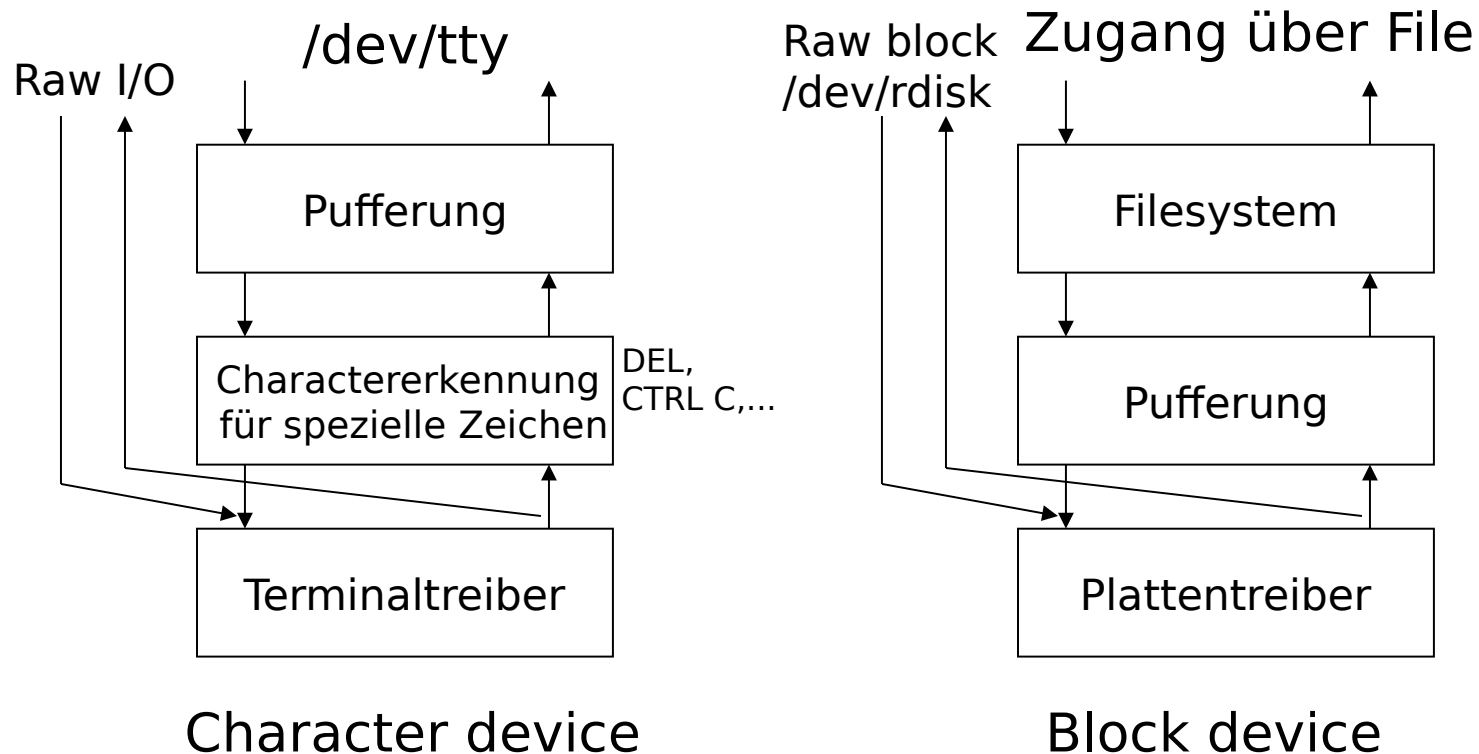 /dev/tty
Raw I/O
Pufferung
Charactererkennung
für spezielle Zeichen
DEL,
CTRL C,...
Terminaltreiber
Character device
Raw block
/dev/rdisk
Zugang über File
Filesystem
Pufferung
Plattentreiber
Block device